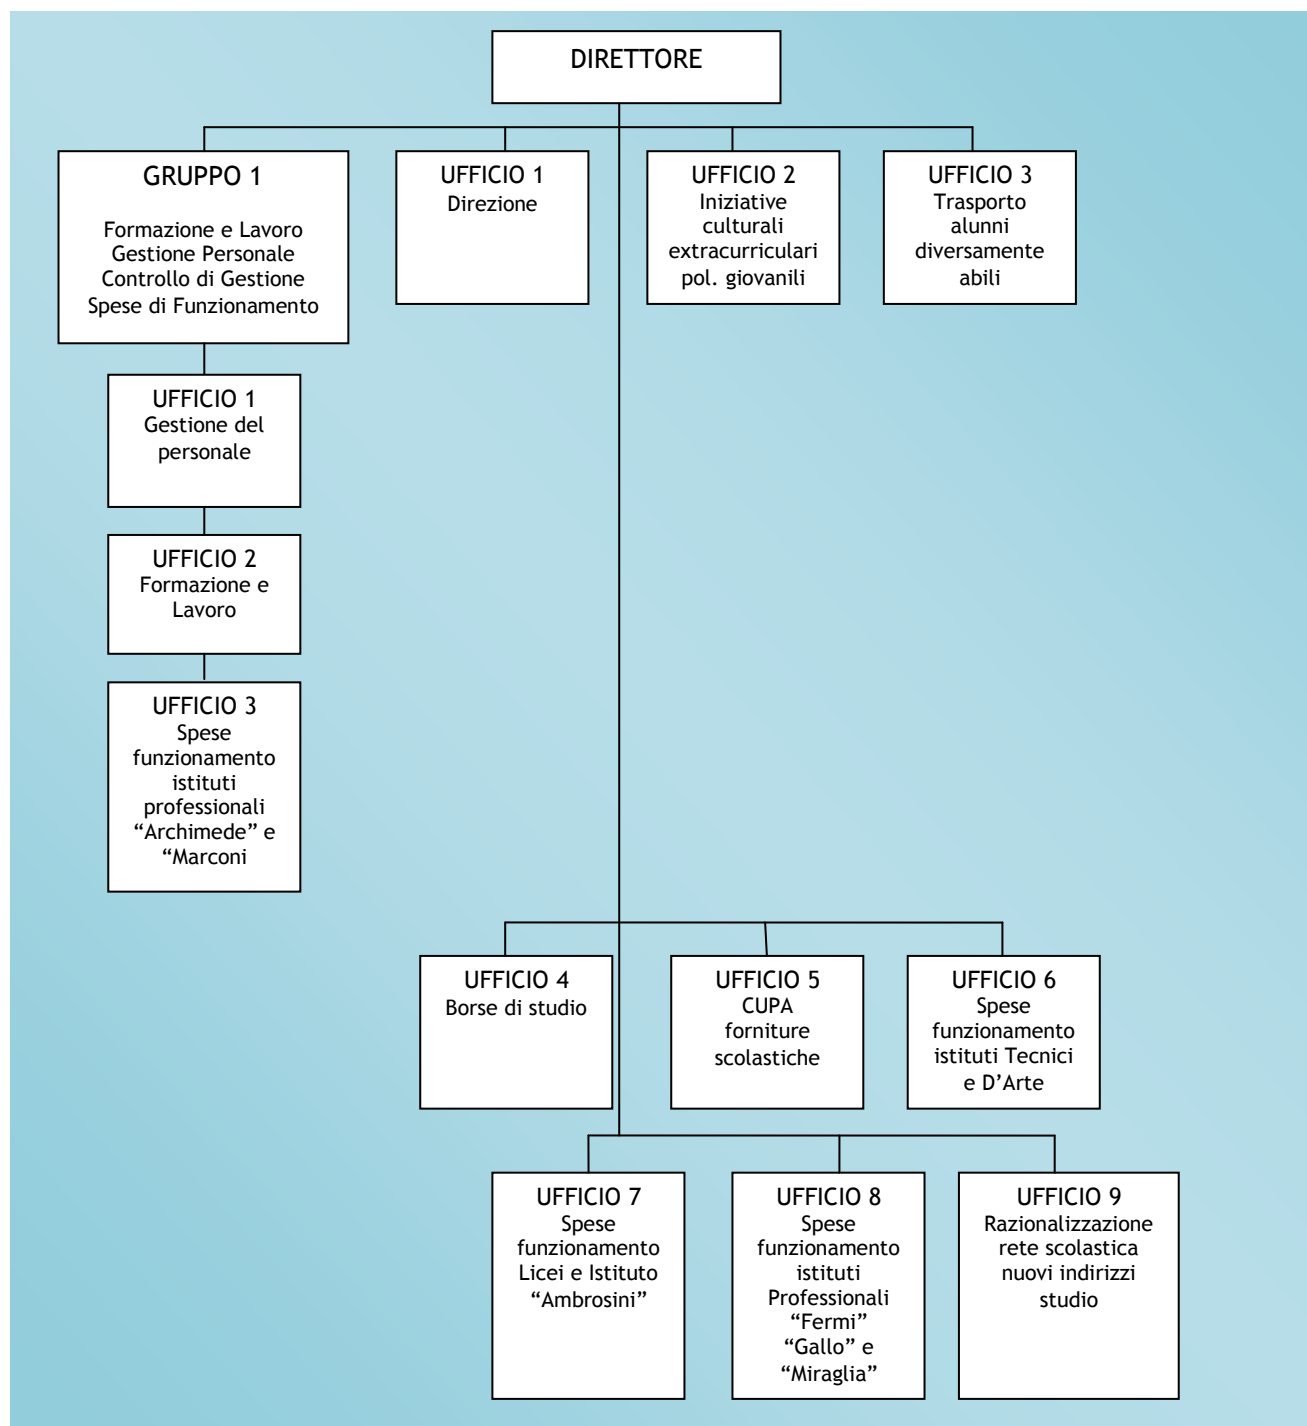 DIRETTORE
GRUPPO 1
Formazione e Lavoro
Gestione Personale
Controllo di Gestione
Spese di Funzionamento
UFFICIO 1
Direzione
UFFICIO 2
Iniziative
culturali
extracurriculari
pol. giovanili
UFFICIO 3
Trasporto
alunni
diversamente
abili
UFFICIO 1
Gestione del
personale
UFFICIO 2
Formazione e
Lavoro
UFFICIO 3
Spese
funzionamento
istituti
professionali
“Archimede” e
“Marconi
UFFICIO 4
Borse di studio
UFFICIO 5
CUPA
forniture
scolastiche
UFFICIO 6
Spese
funzionamento
istituti Tecnici
e D’Arte
UFFICIO 7
Spese
funzionamento
Licei e Istituto
“Ambrosini”
UFFICIO 8
Spese
funzionamento
istituti
Professionali
“Fermi”
“Gallo” e
“Miraglia”
UFFICIO 9
Razionalizzazione
rete scolastica
nuovi indirizzi
studio